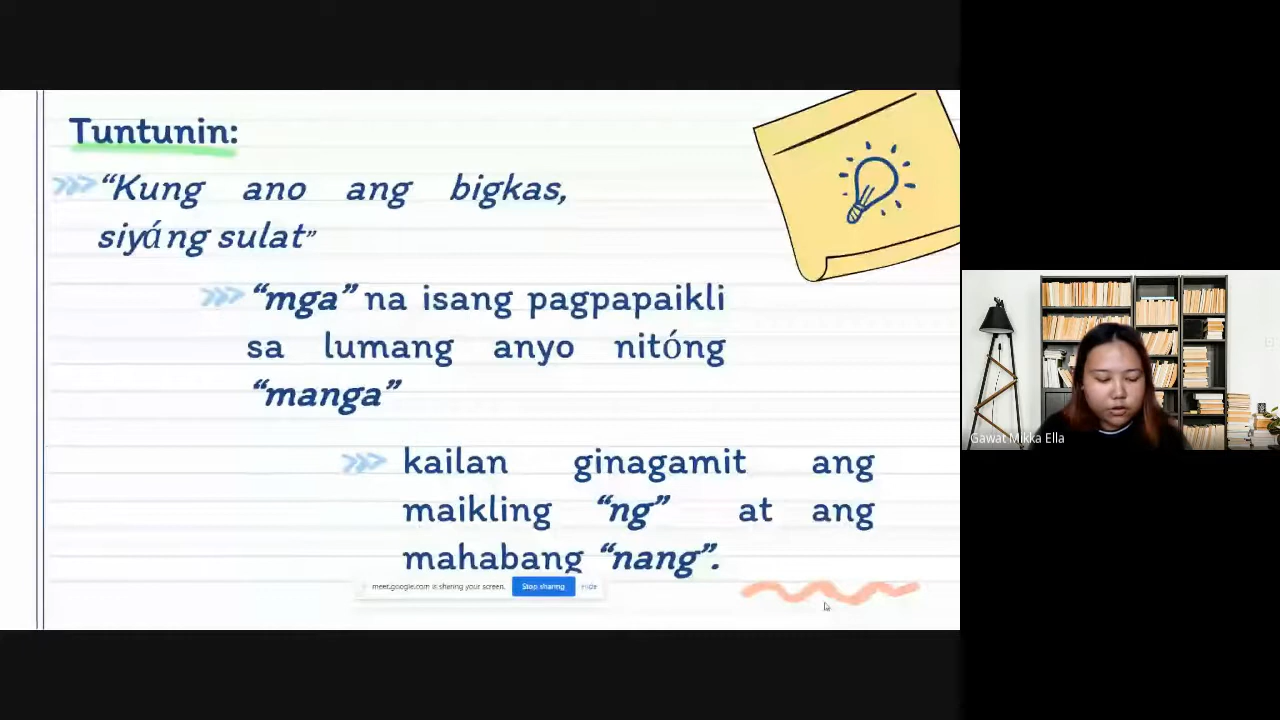 Tuntunin:
“Kung ano ang bigkas,
siyáng sulat”
“mga” na isang pagpapaikli
sa lumang anyo nitóng
“manga”
kailan ginagamit ang
maikling “ng” at ang
mahabang “nang”.
meet.google.com is sharing your screen. Stop sharing Hide
Gawat Mikka Ella